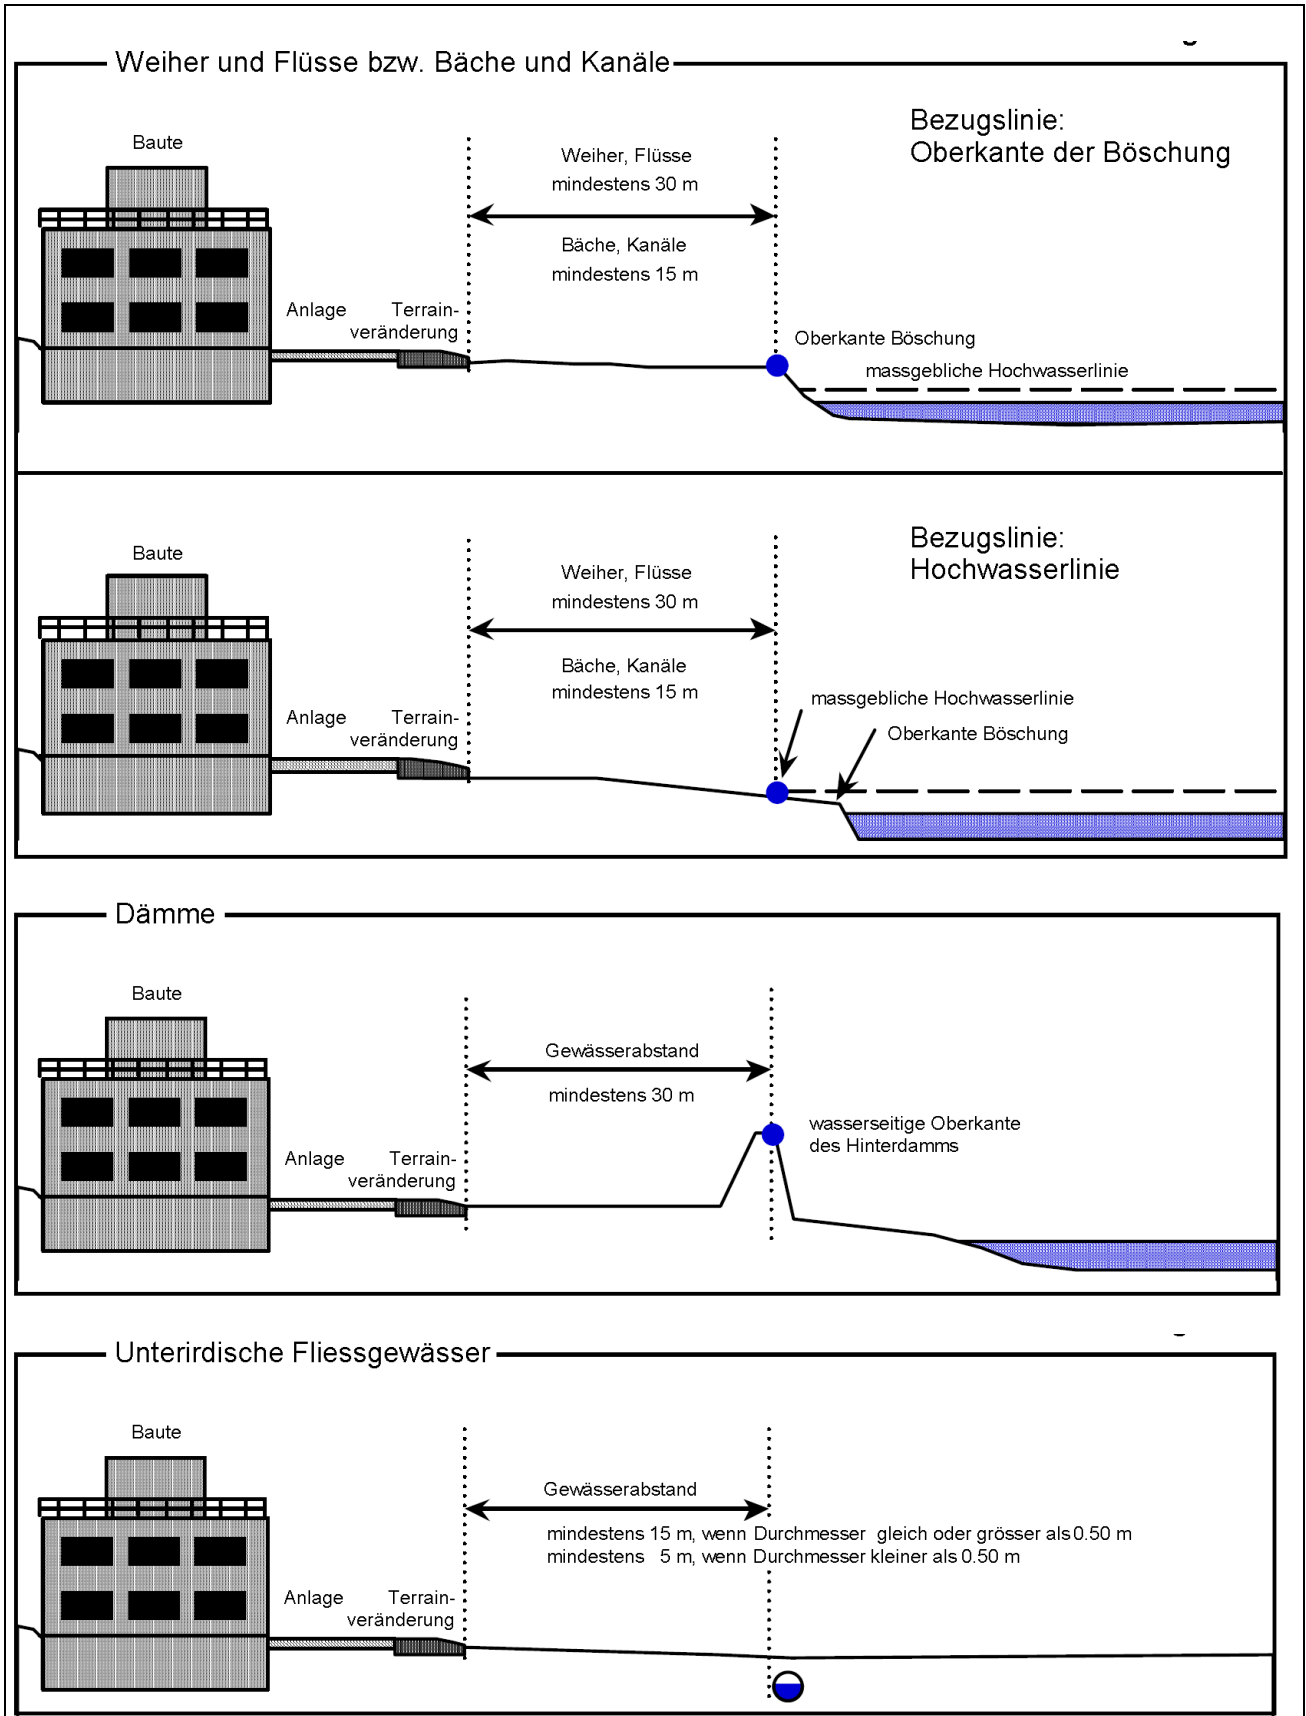 Weiher und Flüsse bzw. Bäche und Kanäle
Bezugslinie:
Oberkante der Böschung
Baute
Weiher, Flüsse
mindestens 30 m
Bäche, Kanäle
mindestens 15 m
Anlage
Terrain-
veränderung
Oberkante Böschung
massgebliche Hochwasserlinie
Bezugslinie:
Hochwasserlinie
Baute
Weiher, Flüsse
mindestens 30 m
Bäche, Kanäle
mindestens 15 m
Anlage
Terrain-
veränderung
massgebliche Hochwasserlinie
Oberkante Böschung
Dämme
Baute
Gewässerabstand
mindestens 30 m
wasserseitige Oberkante
des Hinterdamms
Anlage
Terrain-
veränderung
Unterirdische Fliessgewässer
Baute
Gewässerabstand
mindestens 15 m, wenn Durchmesser gleich oder grösser als 0.50 m
mindestens 5 m, wenn Durchmesser kleiner als 0.50 m
Anlage
Terrain-
veränderung